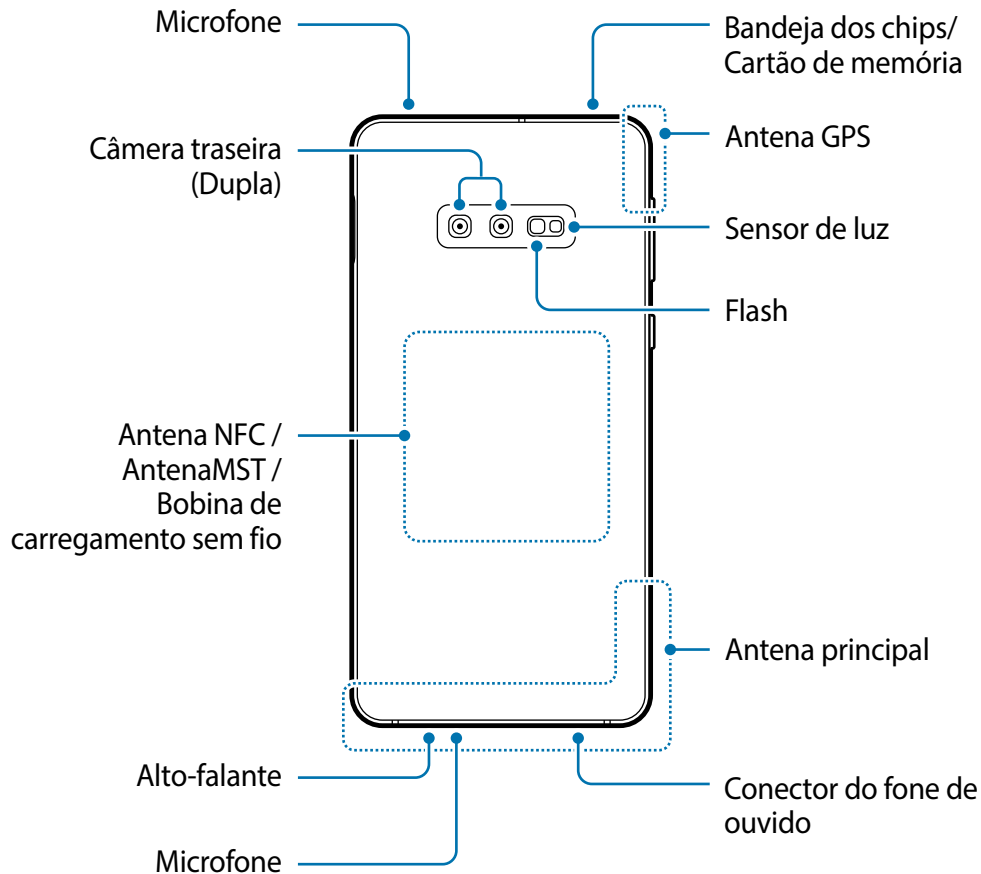 Microfone
Bandeja dos chips/
Cartão de memória
Câmera traseira
(Dupla)
Antena GPS
Sensor de luz
Flash
Antena NFC /
AntenaMST /
Bobina de
carregamento sem fio
Antena principal
Alto-falante
Conector do fone de
ouvido
Microfone